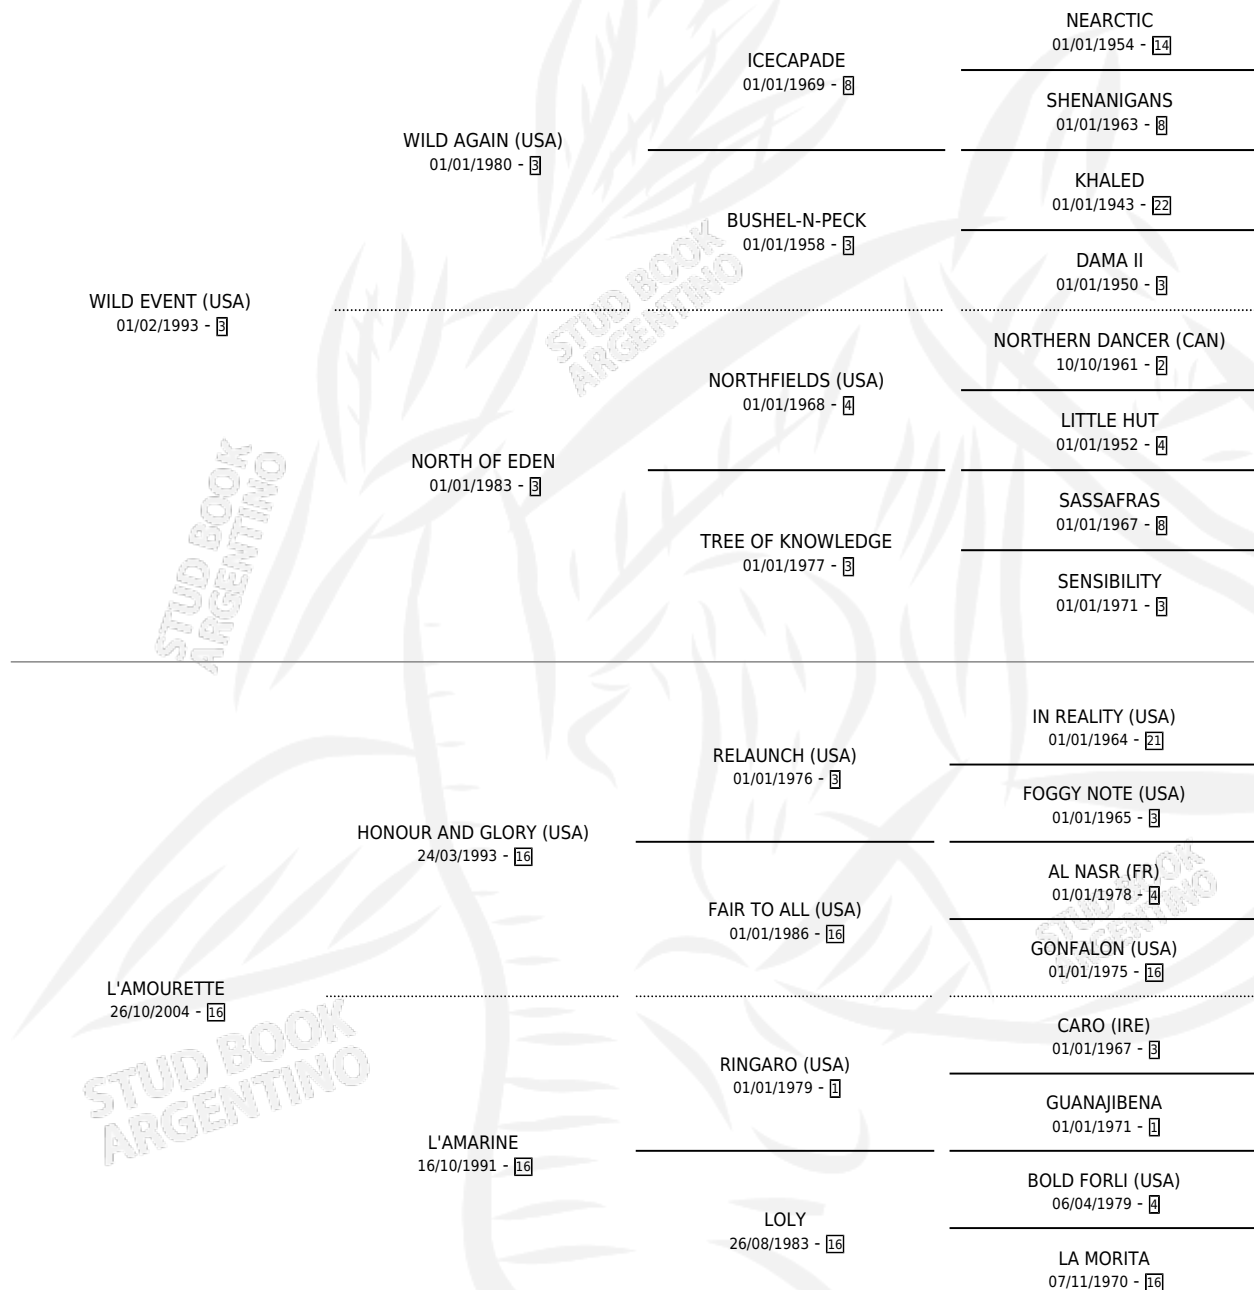 NEARCTIC
01/01/1954 - 14
ICECAPADE
01/01/1969 - 8
SHENANIGANS
01/01/1963 - 8
WILD AGAIN (USA)
01/01/1980 - 3
KHALED
01/01/1943 - 22
BUSHEL-N-PECK
01/01/1958 - 3
DAMA II
01/01/1950 - 3
WILD EVENT (USA)
01/02/1993 - 3
NORTHERN DANCER (CAN)
10/10/1961 - 2
NORTHFIELDS (USA)
01/01/1968 - 4
LITTLE HUT
01/01/1952 - 4
NORTH OF EDEN
01/01/1983 - 3
SASSAFRAS
01/01/1967 - 8
TREE OF KNOWLEDGE
01/01/1977 - 3
SENSIBILITY
01/01/1971 - 3
IN REALITY (USA)
01/01/1964 - 21
RELAUNCH (USA)
01/01/1976 - 3
FOGGY NOTE (USA)
01/01/1965 - 3
HONOUR AND GLORY (USA)
24/03/1993 - 16
AL NASR (FR)
01/01/1978 - 4
FAIR TO ALL (USA)
01/01/1986 - 16
GONFALON (USA)
01/01/1975 - 16
L'AMOURETTE
26/10/2004 - 16
CARO (IRE)
01/01/1967 - 3
RINGARO (USA)
01/01/1979 - 1
GUANAJIBENA
01/01/1971 - 1
L'AMARINE
16/10/1991 - 16
BOLD FORLI (USA)
06/04/1979 - 4
LOLY
26/08/1983 - 16
LA MORITA
07/11/1970 - 16
STUD BOOK
ARGENTINO
STUD BOOK
ARGENTINO
STUD BOOK
ARGENTINO
STUD BOOK
ARGENTINO